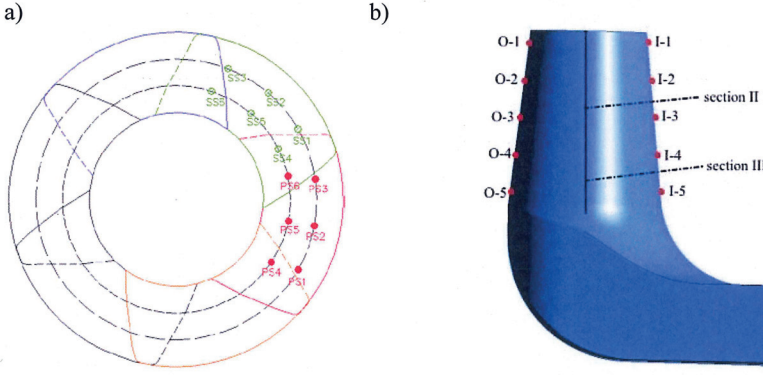 a)
SS3
SS2
SS6
SS5
SS1
SS4
PS6
PS3
PS5
PS2
PS4
PS1
b)
O-1
I-1
O-2
I-2
section II
O-3
I-3
O-4
I-4
section III
O-5
I-5